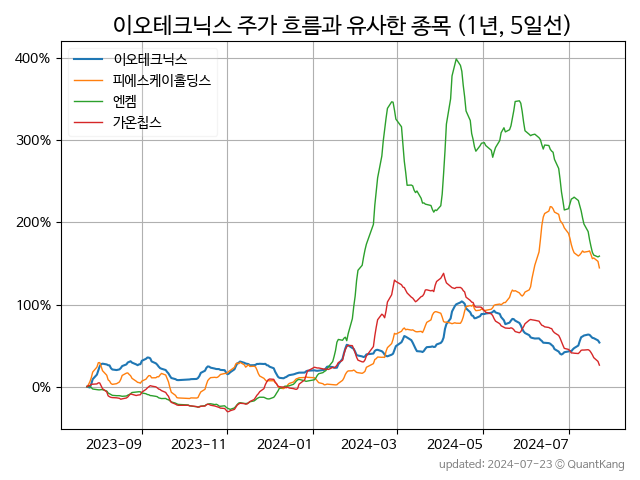 이오테크닉스 주가 흐름과 유사한 종목 (1년, 5일선)
400%
이오테크닉스
피에스케이홀딩스
엔켐
가온칩스
300%
200%
100%
0%
2023-09 2023-11 2024-01 2024-03 2024-05 2024-07
updated: 2024-07-23 © QuantKang